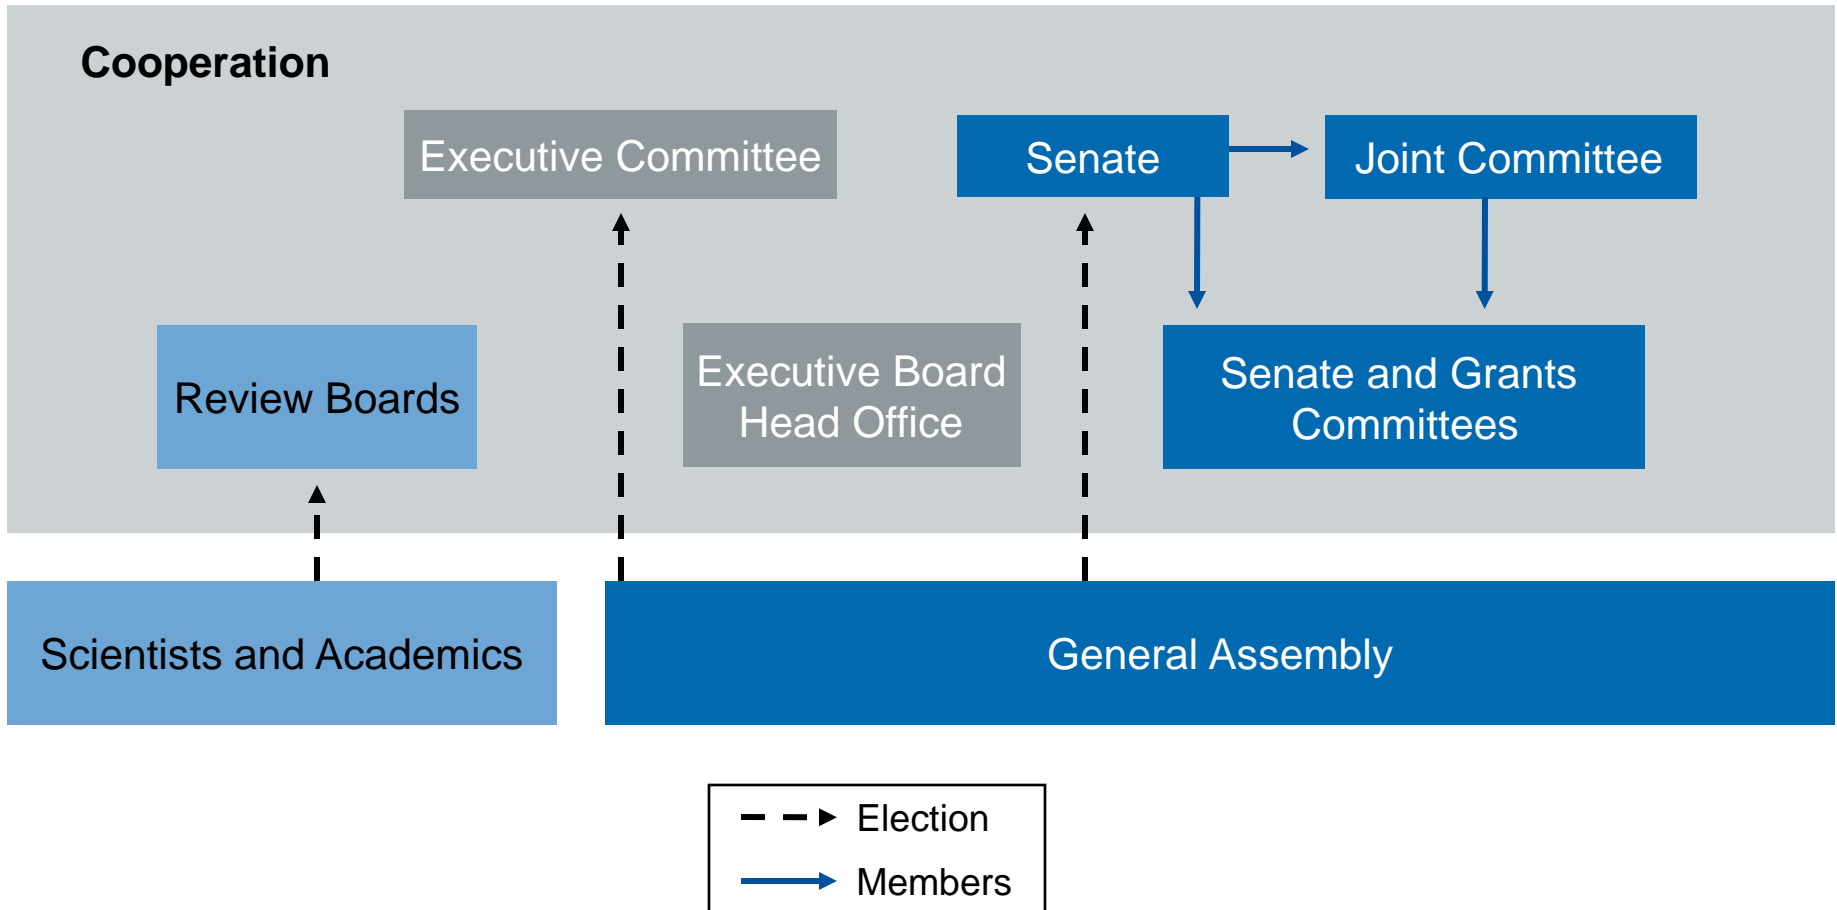 Cooperation
Executive Committee
Senate
Joint Committee
Review Boards
Executive Board
Head Office
Senate and Grants
Committees
Scientists and Academics
General Assembly
Election
Members